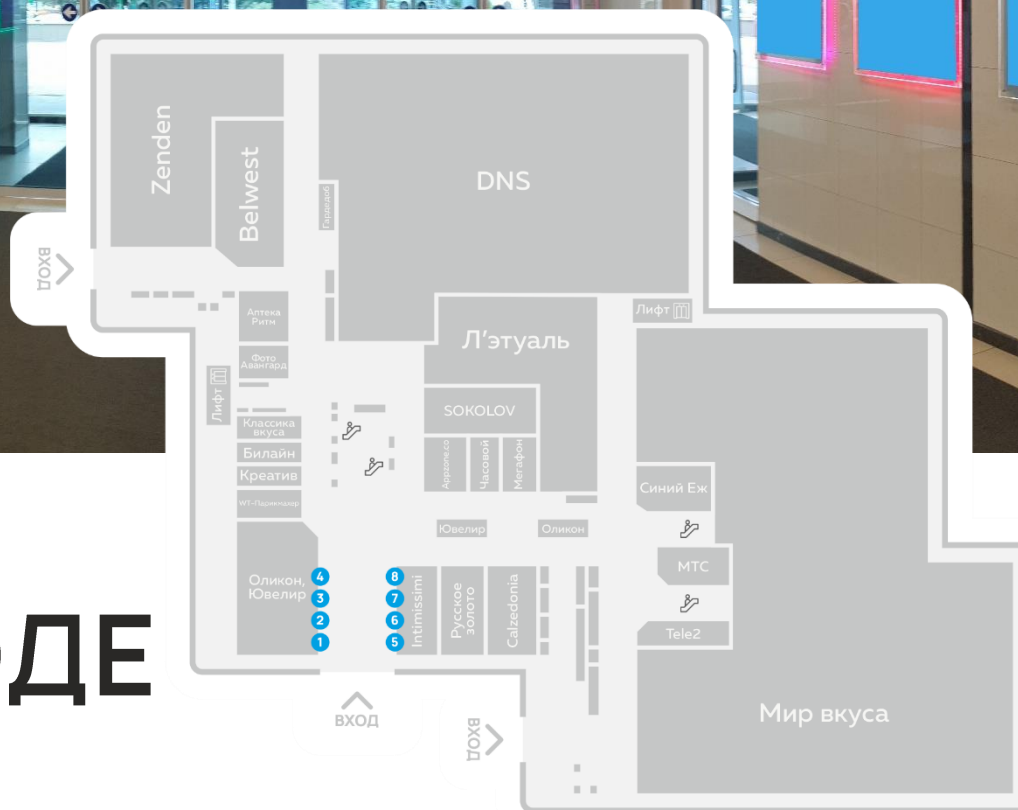 Zenden
Belwest
DNS
Гардероб
ВХОД
Аптека
Ритм
Фото
Авангард
Лифт
Лифт
Л'этуаль
SOKOLOV
Классика
вкуса
Билайн
Креатив
WT-Парикмахер
Appzone.co
Часовой
Мегафон
Синий Еж
Ювелир
Оликон
МТС
Оликон,
Ювелир
4
3
2
1
8
7
6
5
Intimissimi
Русское
золото
Calzedonia
Tele2
ДЕ
ВХОД
ВХОД
Мир вкуса